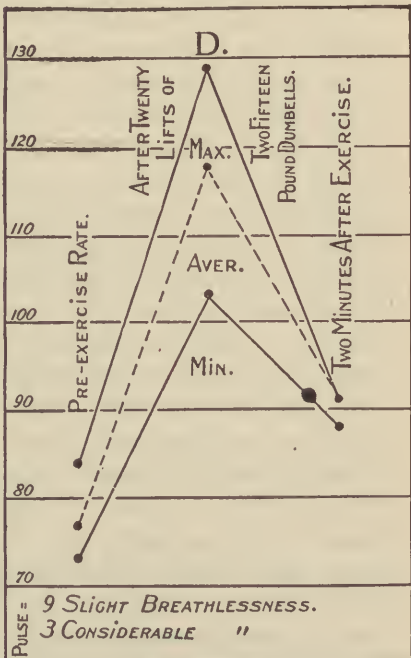 D.
130
120
110
100
90
80
70
PRE-EXERCISE RATE.
AFTER TWENTY
LIFTS OF
MAX.
AVER.
MIN.
TWO FIFTEEN
POUND DUMBELLS.
TWO MINUTES AFTER EXERCISE.
PULSE =
9 SLIGHT BREATHLESSNESS.
3 CONSIDERABLE "